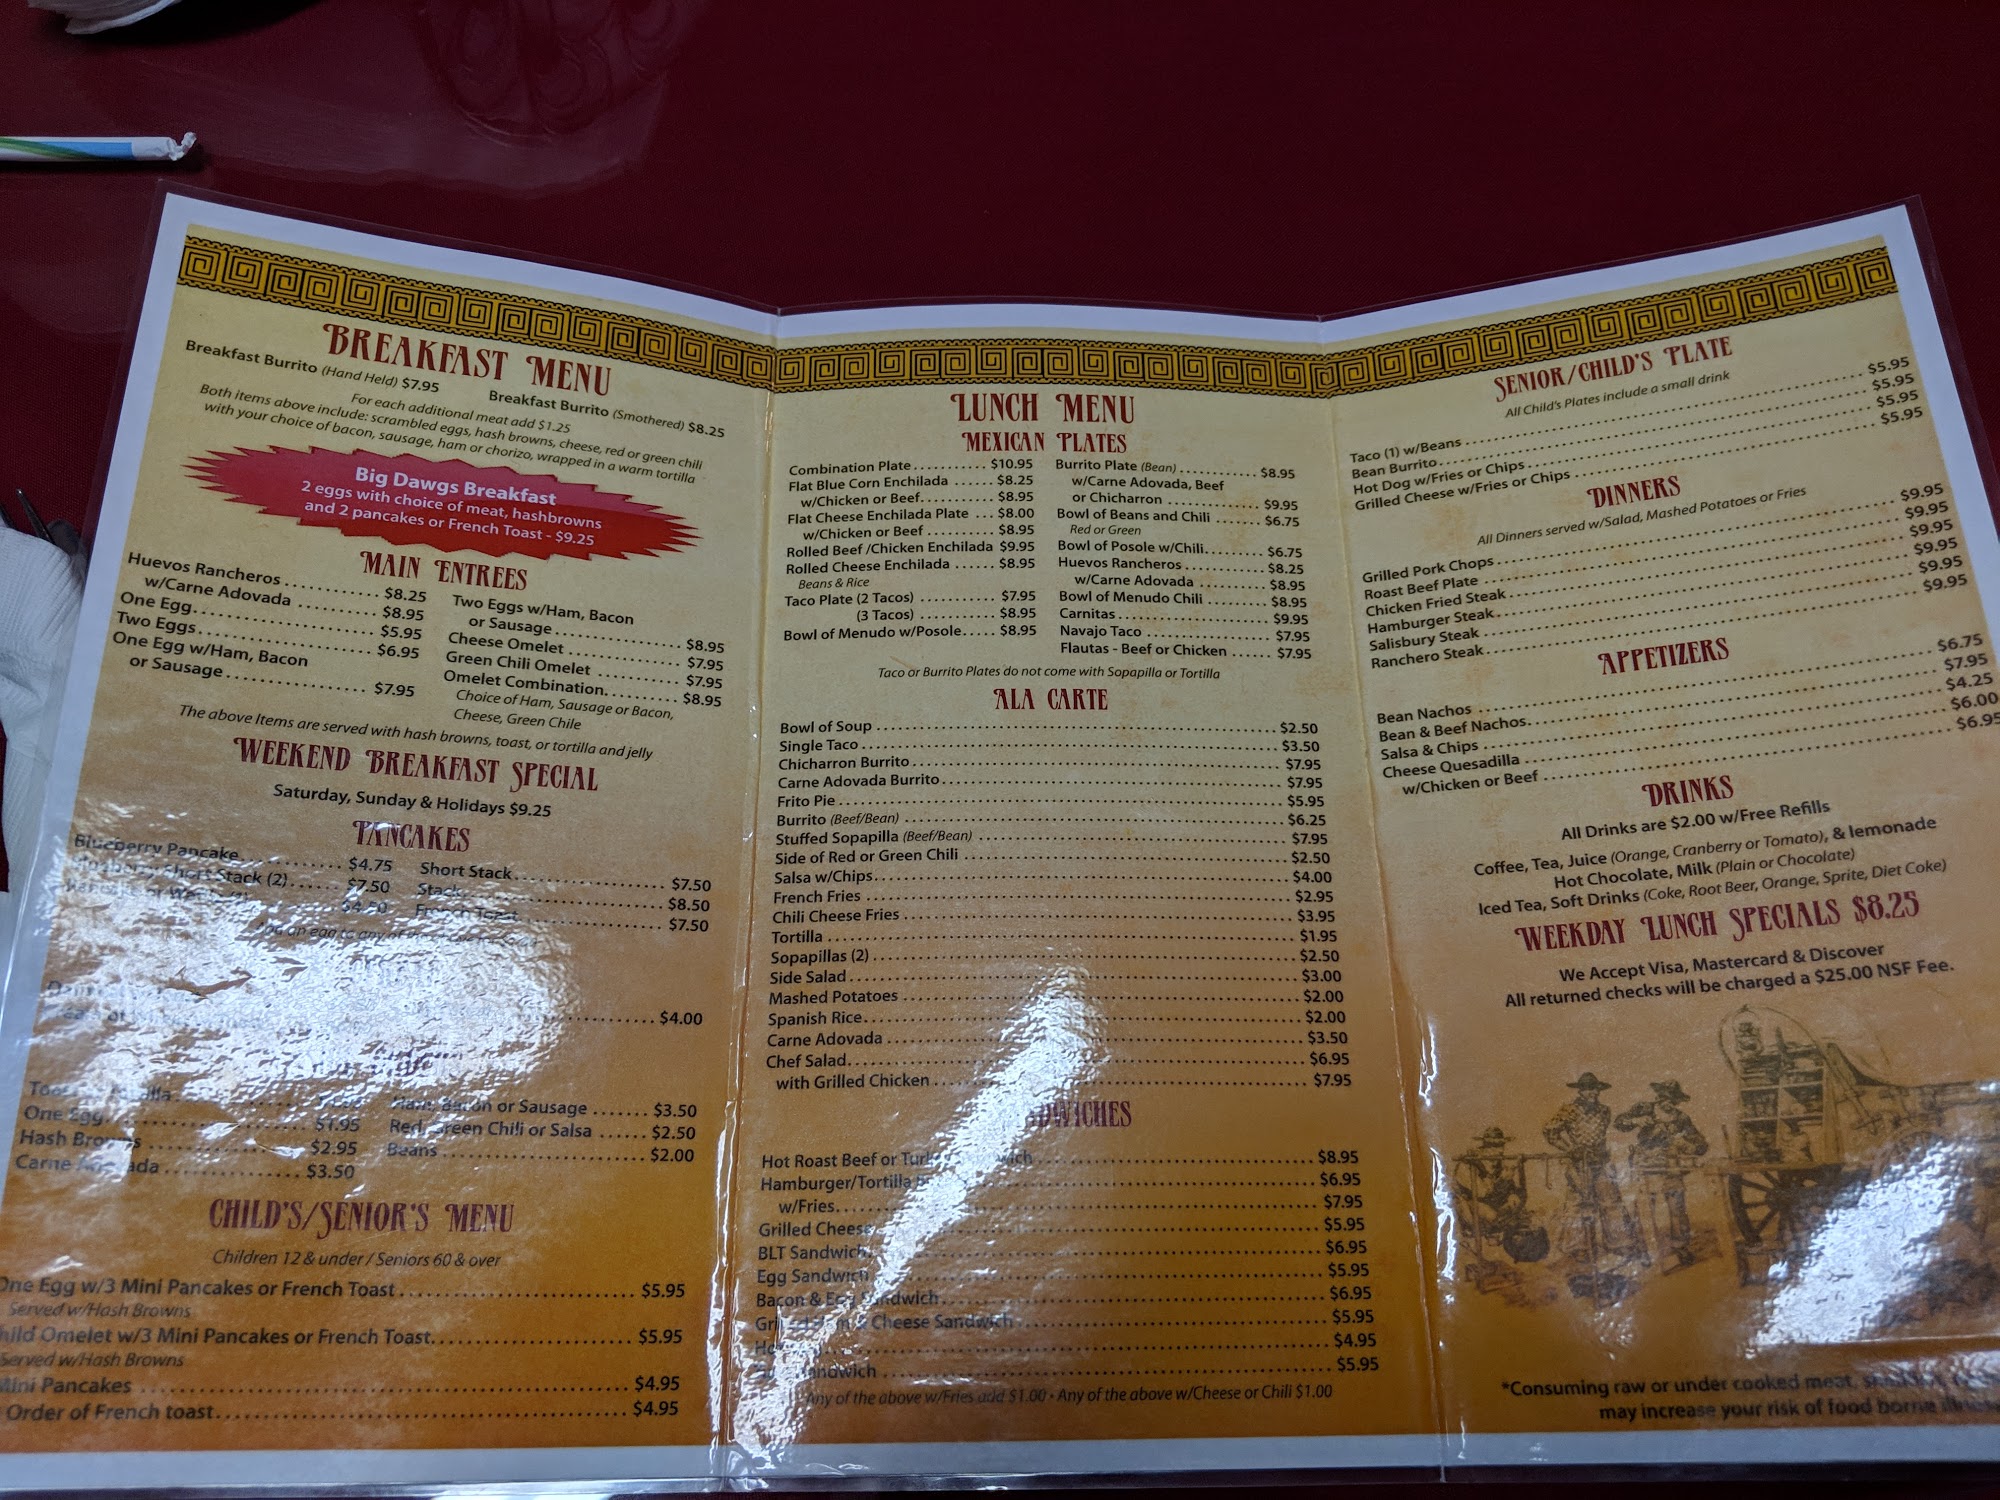 BREAKFAST MENU
Breakfast Burrito (Hand Held) $7.95
Breakfast Burrito (Smothered) $8.25
For each additional meat add $1.25
Both items above include: scrambled eggs, hash browns, cheese, red or green chili
with your choice of bacon, sausage, ham or chorizo, wrapped in a warm tortilla
Big Dawgs Breakfast
2 eggs with choice of meat, hashbrowns
and 2 pancakes or French Toast - $9.25
MAIN ENTREES
Huevos Rancheros $8.25
w/Carne Adovada $8.95
One Egg $5.95
Two Eggs $6.95
One Egg w/Ham, Bacon
or Sausage $7.95
Two Eggs w/Ham, Bacon
or Sausage $8.95
Cheese Omelet $7.95
Green Chili Omelet $7.95
Omelet Combination $8.95
Choice of Ham, Sausage or Bacon,
Cheese, Green Chile
The above Items are served with hash browns, toast, or tortilla and jelly
WEEKEND BREAKFAST SPECIAL
Saturday, Sunday & Holidays $9.25
PANCAKES
Blueberry Pancake $4.75
Short Stack (2) $7.50
$4.50
Short Stack $7.50
Stack $8.50
French Toast $7.50
$4.00
One Egg $1.95
Hash Browns $2.95
Carne Adovada $3.50
Ham, Bacon or Sausage $3.50
Red, Green Chili or Salsa $2.50
Beans $2.00
CHILD'S/SENIOR'S MENU
Children 12 & under / Seniors 60 & over
One Egg w/3 Mini Pancakes or French Toast $5.95
Served w/Hash Browns
Child Omelet w/3 Mini Pancakes or French Toast $5.95
Served w/Hash Browns
Mini Pancakes $4.95
Order of French toast $4.95
LUNCH MENU
MEXICAN PLATES
Combination Plate $10.95
Flat Blue Corn Enchilada $8.25
w/Chicken or Beef $8.95
Flat Cheese Enchilada Plate $8.00
w/Chicken or Beef $8.95
Rolled Beef /Chicken Enchilada $9.95
Rolled Cheese Enchilada $8.95
Beans & Rice
Taco Plate (2 Tacos) $7.95
(3 Tacos) $8.95
Bowl of Menudo w/Posole $8.95
Burrito Plate (Bean) $8.95
w/Carne Adovada, Beef
or Chicharron $9.95
Bowl of Beans and Chili $6.75
Red or Green
Bowl of Posole w/Chili $6.75
Huevos Rancheros $8.25
w/Carne Adovada $8.95
Bowl of Menudo Chili $8.95
Carnitas $9.95
Navajo Taco $7.95
Flautas - Beef or Chicken $7.95
Taco or Burrito Plates do not come with Sopapilla or Tortilla
ALA CARTE
Bowl of Soup $2.50
Single Taco $3.50
Chicharron Burrito $7.95
Carne Adovada Burrito $7.95
Frito Pie $5.95
Burrito (Beef/Bean) $6.25
Stuffed Sopapilla (Beef/Bean) $7.95
Side of Red or Green Chili $2.50
Salsa w/Chips $4.00
French Fries $2.95
Chili Cheese Fries $3.95
Tortilla $1.95
Sopapillas (2) $2.50
Side Salad $3.00
Mashed Potatoes $2.00
Spanish Rice $2.00
Carne Adovada $3.50
Chef Salad $6.95
with Grilled Chicken $7.95
SANDWICHES
Hot Roast Beef or Turkey Sandwich $8.95
Hamburger/Tortilla $6.95
w/Fries $7.95
Grilled Cheese $5.95
BLT Sandwich $6.95
Egg Sandwich $5.95
Bacon & Egg Sandwich $6.95
Grilled Ham & Cheese Sandwich $5.95
$4.95
Sandwich $5.95
Any of the above w/Fries add $1.00 - Any of the above w/Cheese or Chili $1.00
SENIOR/CHILD'S PLATE
All Child's Plates include a small drink
Taco (1) w/Beans $5.95
Bean Burrito $5.95
Hot Dog w/Fries or Chips $5.95
Grilled Cheese w/Fries or Chips $5.95
DINNERS
All Dinners served w/Salad, Mashed Potatoes or Fries
Grilled Pork Chops $9.95
Roast Beef Plate $9.95
Chicken Fried Steak $9.95
Hamburger Steak $9.95
Salisbury Steak $9.95
Ranchero Steak $9.95
APPETIZERS
Bean Nachos $6.75
Bean & Beef Nachos $7.95
Salsa & Chips $4.25
Cheese Quesadilla $6.00
w/Chicken or Beef $6.95
DRINKS
All Drinks are $2.00 w/Free Refills
Coffee, Tea, Juice (Orange, Cranberry or Tomato), & lemonade
Hot Chocolate, Milk (Plain or Chocolate)
Iced Tea, Soft Drinks (Coke, Root Beer, Orange, Sprite, Diet Coke)
WEEKDAY LUNCH SPECIALS $8.25
We Accept Visa, Mastercard & Discover
All returned checks will be charged a $25.00 NSF Fee.
*Consuming raw or under cooked meat,
may increase your risk of food borne